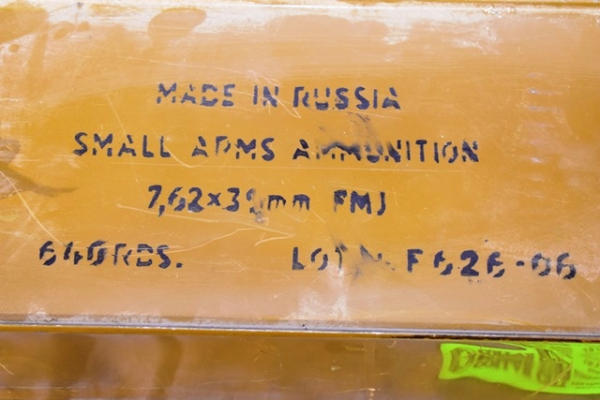 MADE IN RUSSIA
SMALL ARMS AMMUNITION
7,62x39mm FMJ
640RDS. LOT N. F626-06